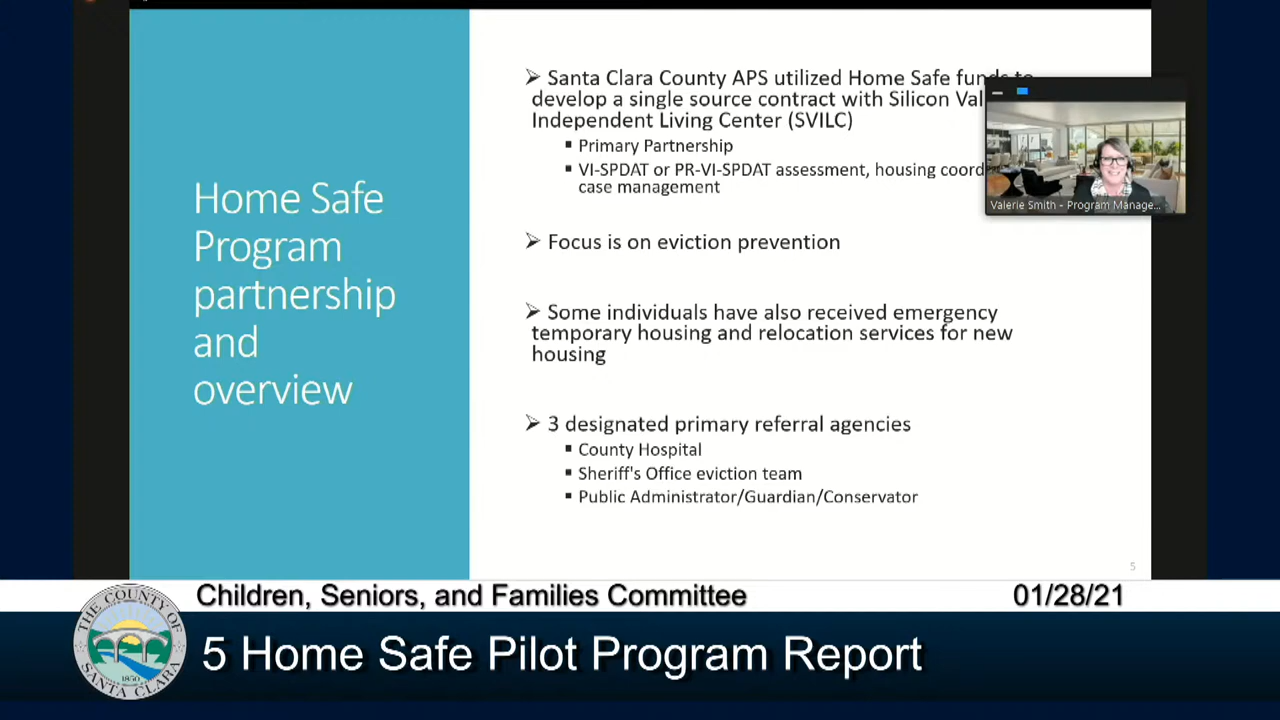 Home Safe
Program
partnership
and
overview
Santa Clara County APS utilized Home Safe funds to
develop a single source contract with Silicon Val
Independent Living Center (SVILC)
Primary Partnership
VI-SPDAT or PR-VI-SPDAT assessment, housing coord
case management
Focus is on eviction prevention
Some individuals have also received emergency
temporary housing and relocation services for new
housing
3 designated primary referral agencies
County Hospital
Sheriff's Office eviction team
Public Administrator/Guardian/Conservator
5
Valerie Smith - Program Manage...
Children, Seniors, and Families Committee
01/28/21
5 Home Safe Pilot Program Report
THE COUNTY OF
SANTA CLARA
1850